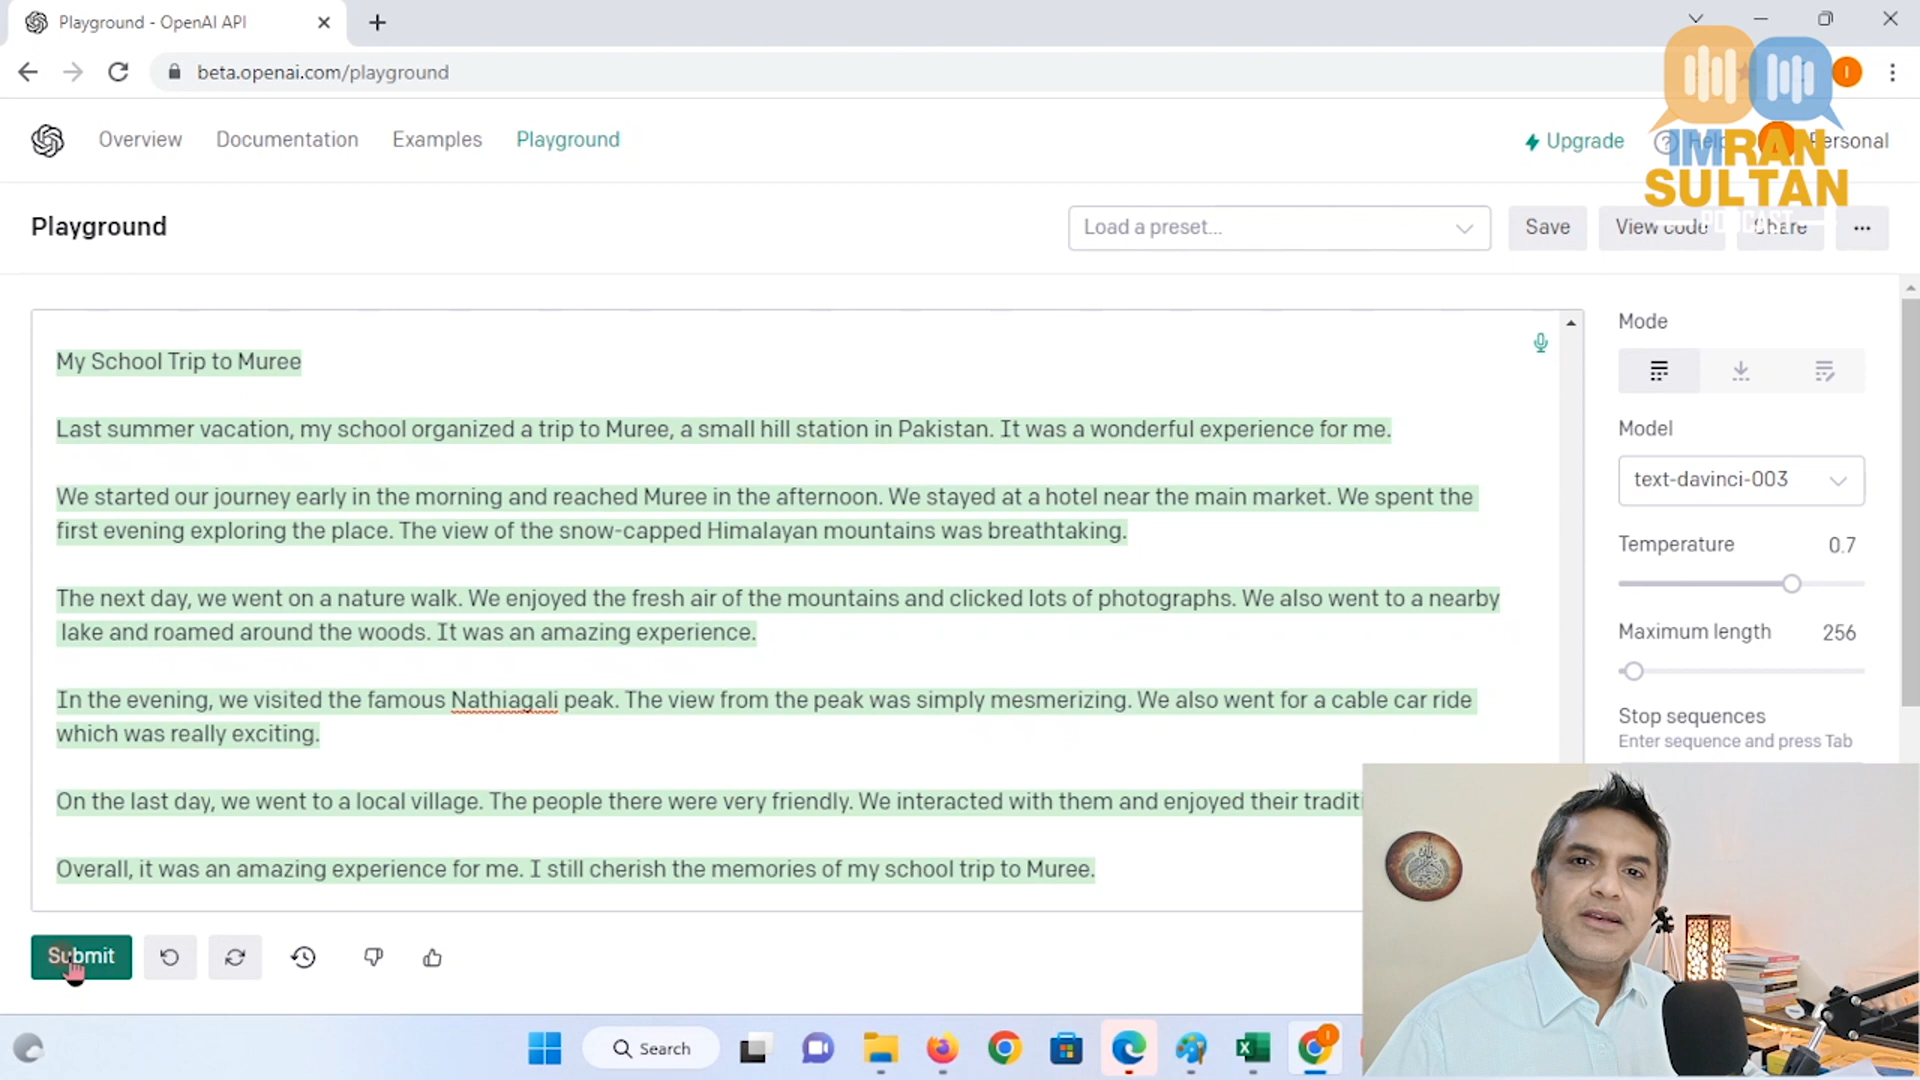 Playground - OpenAI API
beta.openai.com/playground
Overview Documentation Examples Playground
Upgrade Help Personal
IMRAN
SULTAN
PODCAST
Playground
Load a preset...
Save View code Share
My School Trip to Muree
Last summer vacation, my school organized a trip to Muree, a small hill station in Pakistan. It was a wonderful experience for me.
We started our journey early in the morning and reached Muree in the afternoon. We stayed at a hotel near the main market. We spent the
first evening exploring the place. The view of the snow-capped Himalayan mountains was breathtaking.
The next day, we went on a nature walk. We enjoyed the fresh air of the mountains and clicked lots of photographs. We also went to a nearby
lake and roamed around the woods. It was an amazing experience.
In the evening, we visited the famous Nathiagali peak. The view from the peak was simply mesmerizing. We also went for a cable car ride
which was really exciting.
On the last day, we went to a local village. The people there were very friendly. We interacted with them and enjoyed their traditi
Overall, it was an amazing experience for me. I still cherish the memories of my school trip to Muree.
Mode
Model
text-davinci-003
Temperature 0.7
Maximum length 256
Stop sequences
Enter sequence and press Tab
Submit
Search